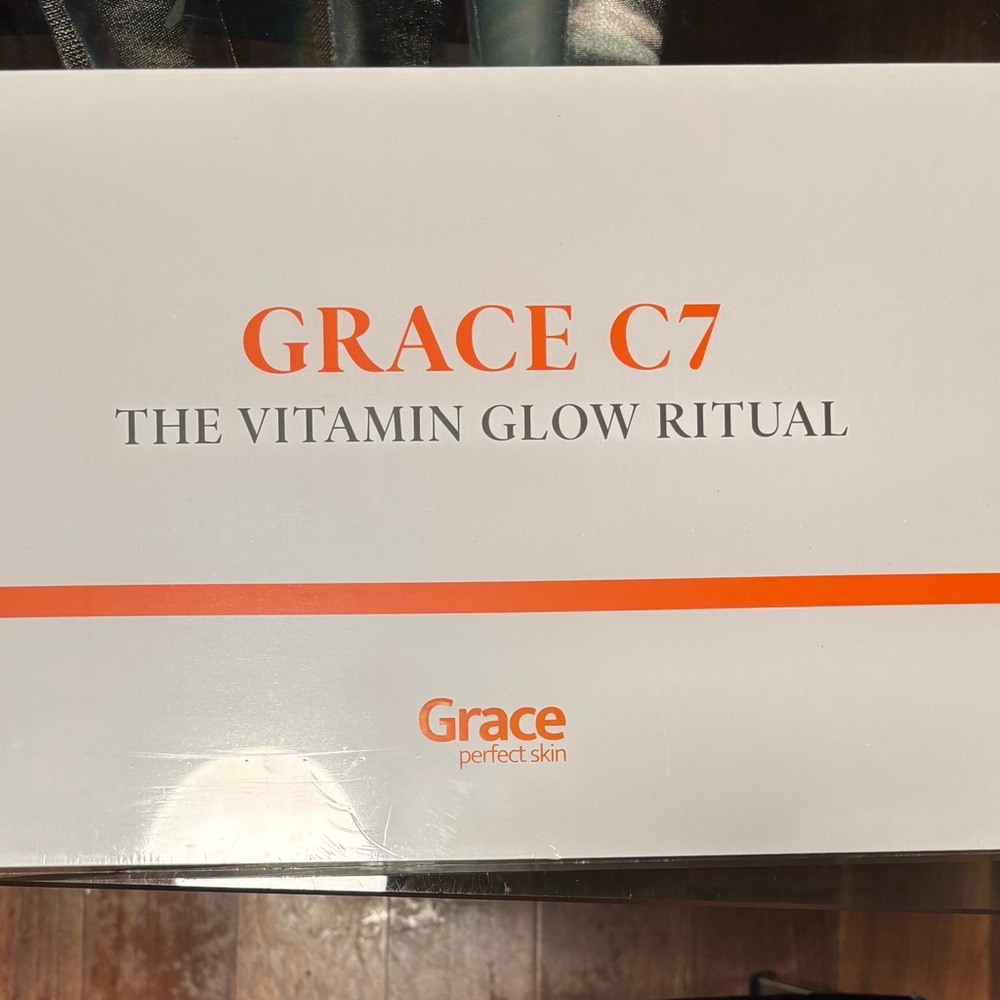 GRACE C7
THE VITAMIN GLOW RITUAL
Grace
perfect skin